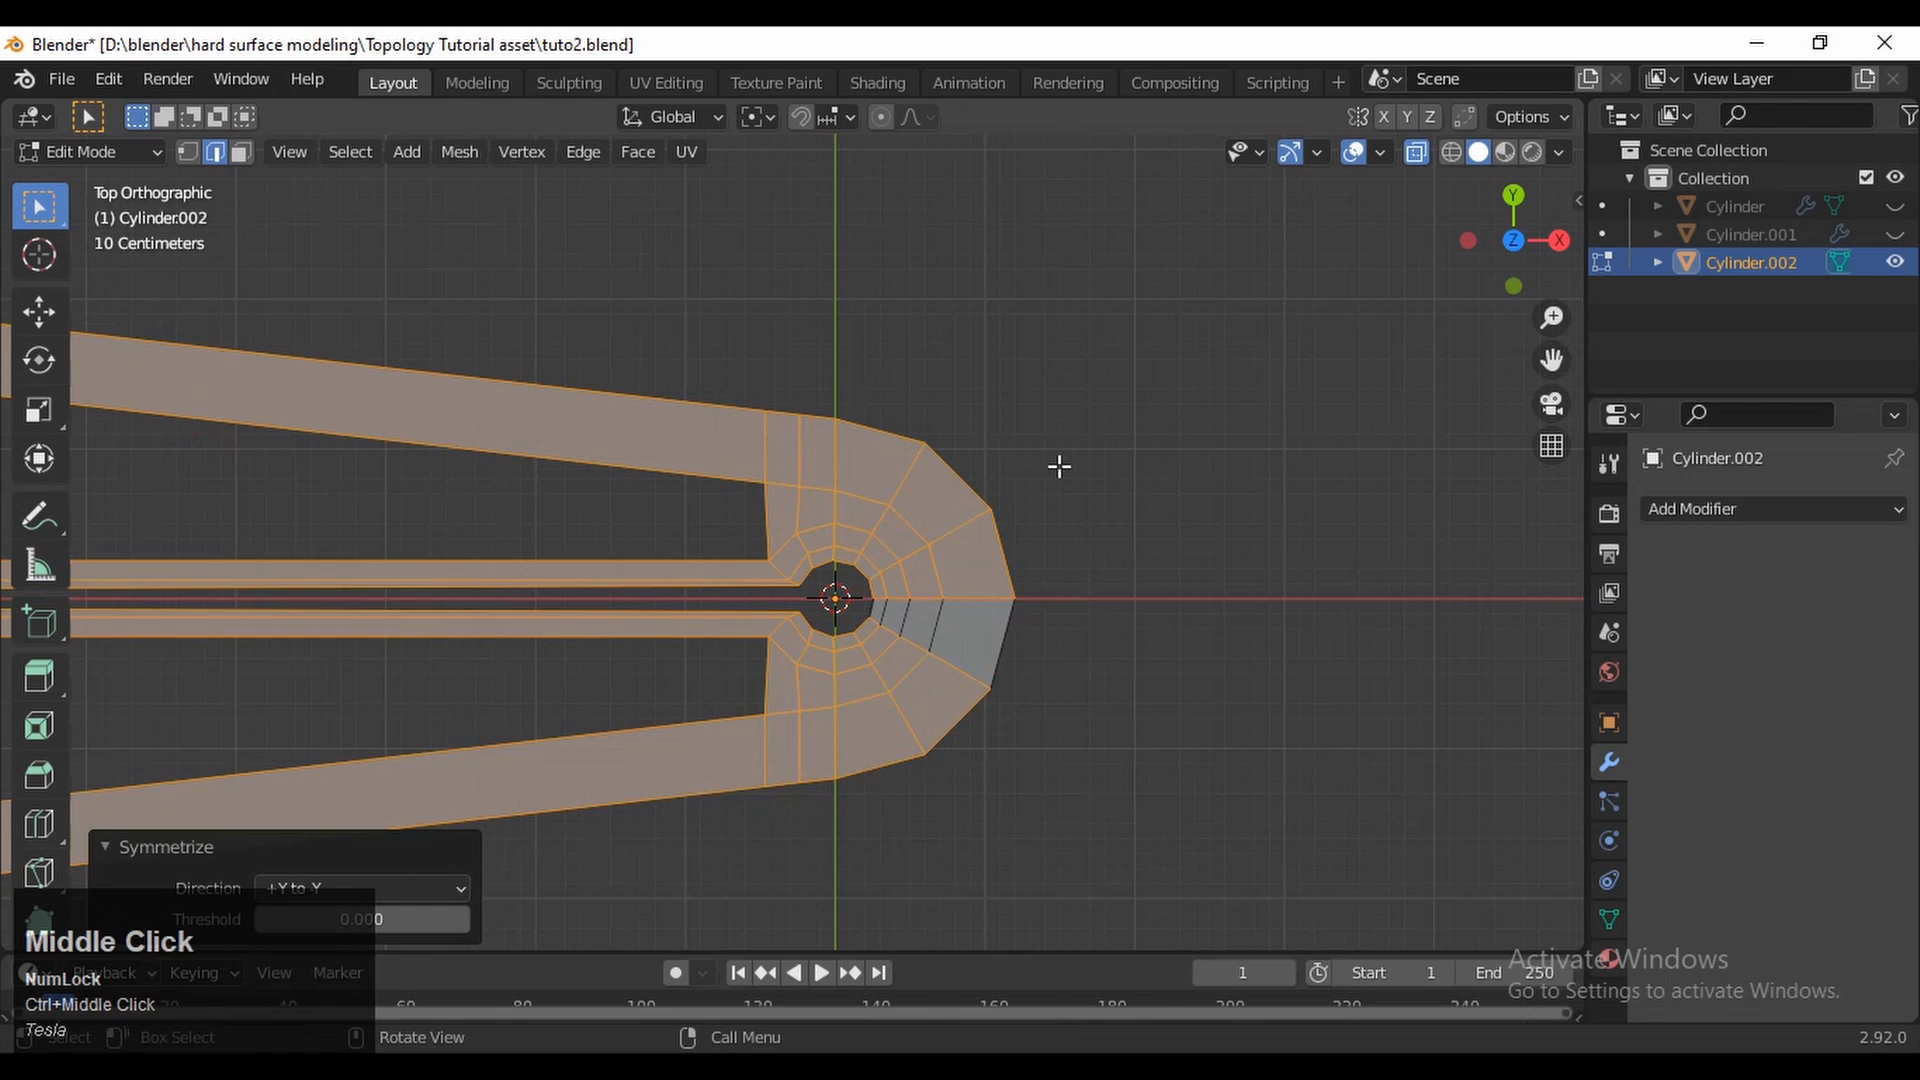 Blender* [D:\blender\hard surface modeling\Topology Tutorial asset\tuto2.blend]
File Edit Render Window Help Layout Modeling Sculpting UV Editing Texture Paint Shading Animation Rendering Compositing Scripting + Scene View Layer
Global X Y Z Options
Edit Mode View Select Add Mesh Vertex Edge Face UV
Scene Collection
Collection
Cylinder
Cylinder.001
Cylinder.002
Top Orthographic
(1) Cylinder.002
10 Centimeters
Y
Z X
Cylinder.002
Add Modifier
Symmetrize
Direction +Y to -Y
Threshold 0.000
Middle Click
NumLock
Ctrl+Middle Click
Tesla
Playback Keying View Marker 1 Start 1 End 250
60 80 100 120 140 160 180 200 220 240
Activate Windows
Go to Settings to activate Windows.
Select Box Select Rotate View Call Menu 2.92.0